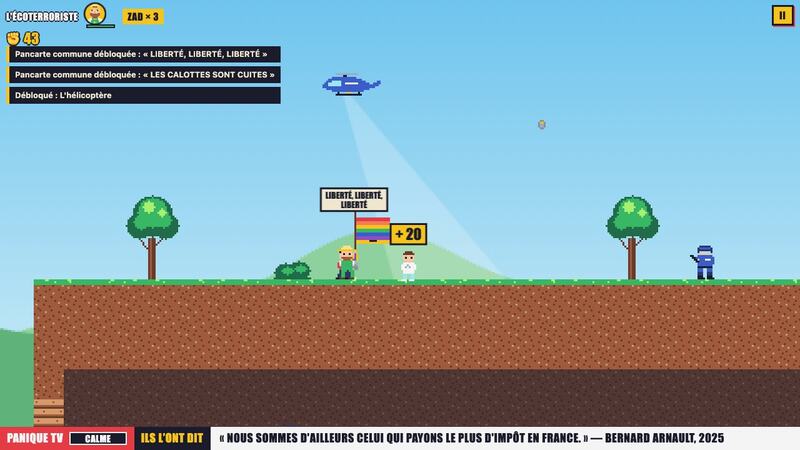 L'ÉCOTERRORISTE
ZAD × 3
43
Pancarte commune débloquée : « LIBERTÉ, LIBERTÉ, LIBERTÉ »
Pancarte commune débloquée : « LES CALOTTES SONT CUITES »
Débloqué : L'hélicoptère
LIBERTÉ, LIBERTÉ,
LIBERTÉ
+ 20
PANIQUE TV
CALME
ILS L'ONT DIT
« NOUS SOMMES D'AILLEURS CELUI QUI PAYONS LE PLUS D'IMPÔT EN FRANCE. » — BERNARD ARNAULT, 2025